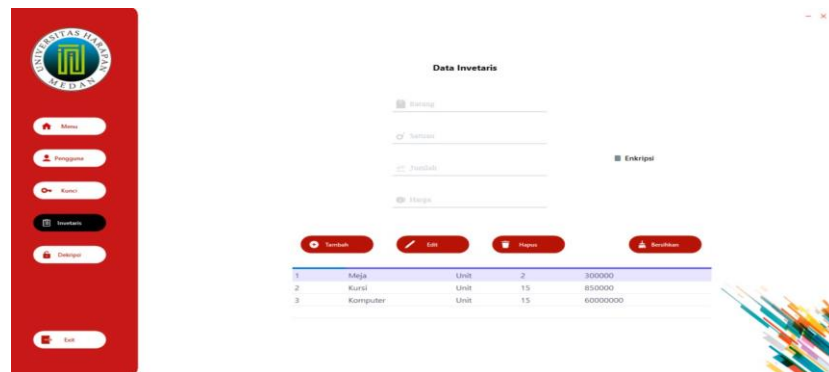 UNIVERSITAS HARAPAN
MEDAN
Menu
Pengguna
Kunci
Invetaris
Dekripsi
Exit
Data Invetaris
Barang
Satuan
Jumlah
Harga
Enkripsi
Tambah Edit Hapus Bersihkan
1 Meja Unit 2 300000
2 Kursi Unit 15 850000
3 Komputer Unit 15 60000000